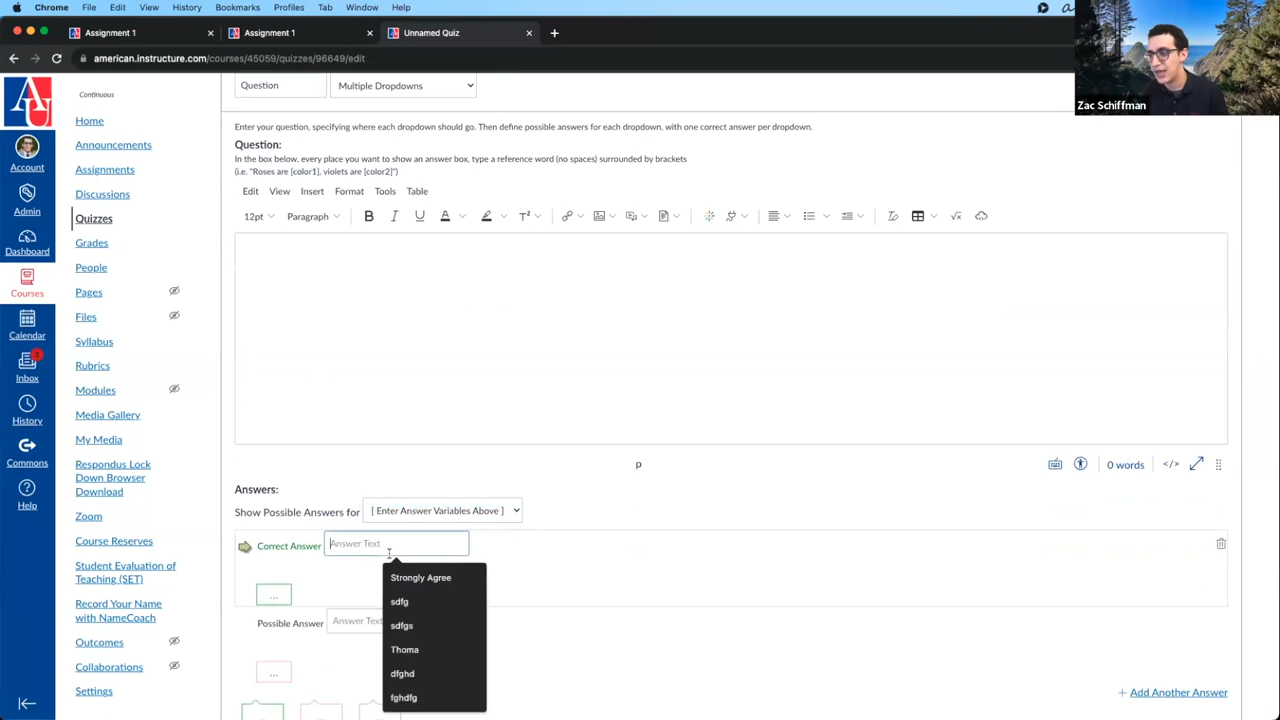 Chrome File Edit View History Bookmarks Profiles Tab Window Help
Assignment 1
Assignment 1
Unnamed Quiz
american.instructure.com/courses/45059/quizzes/96649/edit
Zac Schiffman
AU
Account
Admin
Dashboard
Courses
Calendar
3
Inbox
History
Commons
Help
Continuous
Home
Announcements
Assignments
Discussions
Quizzes
Grades
People
Pages
Files
Syllabus
Rubrics
Modules
Media Gallery
My Media
Respondus Lock
Down Browser
Download
Zoom
Course Reserves
Student Evaluation of
Teaching (SET)
Record Your Name
with NameCoach
Outcomes
Collaborations
Settings
Question Multiple Dropdowns
Enter your question, specifying where each dropdown should go. Then define possible answers for each dropdown, with one correct answer per dropdown.
Question:
In the box below, every place you want to show an answer box, type a reference word (no spaces) surrounded by brackets
(i.e. "Roses are [color1], violets are [color2]")
Edit View Insert Format Tools Table
12pt Paragraph B I U A T²
p
0 words </>
Answers:
Show Possible Answers for [ Enter Answer Variables Above ]
Correct Answer Answer Text
...
Possible Answer Answer Text
...
Strongly Agree
sdfg
sdfgs
Thoma
dfghd
fghdfg
+ Add Another Answer